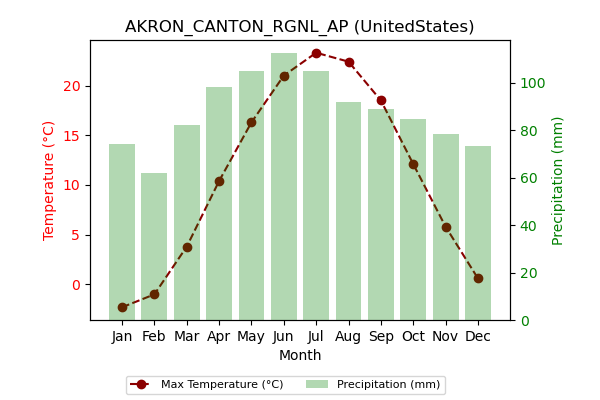 AKRON_CANTON_RGNL_AP (UnitedStates)
Temperature (°C)
20
15
10
5
0
100
80
60
40
20
0
Precipitation (mm)
Jan Feb Mar Apr May Jun Jul Aug Sep Oct Nov Dec
Month
Max Temperature (°C) Precipitation (mm)